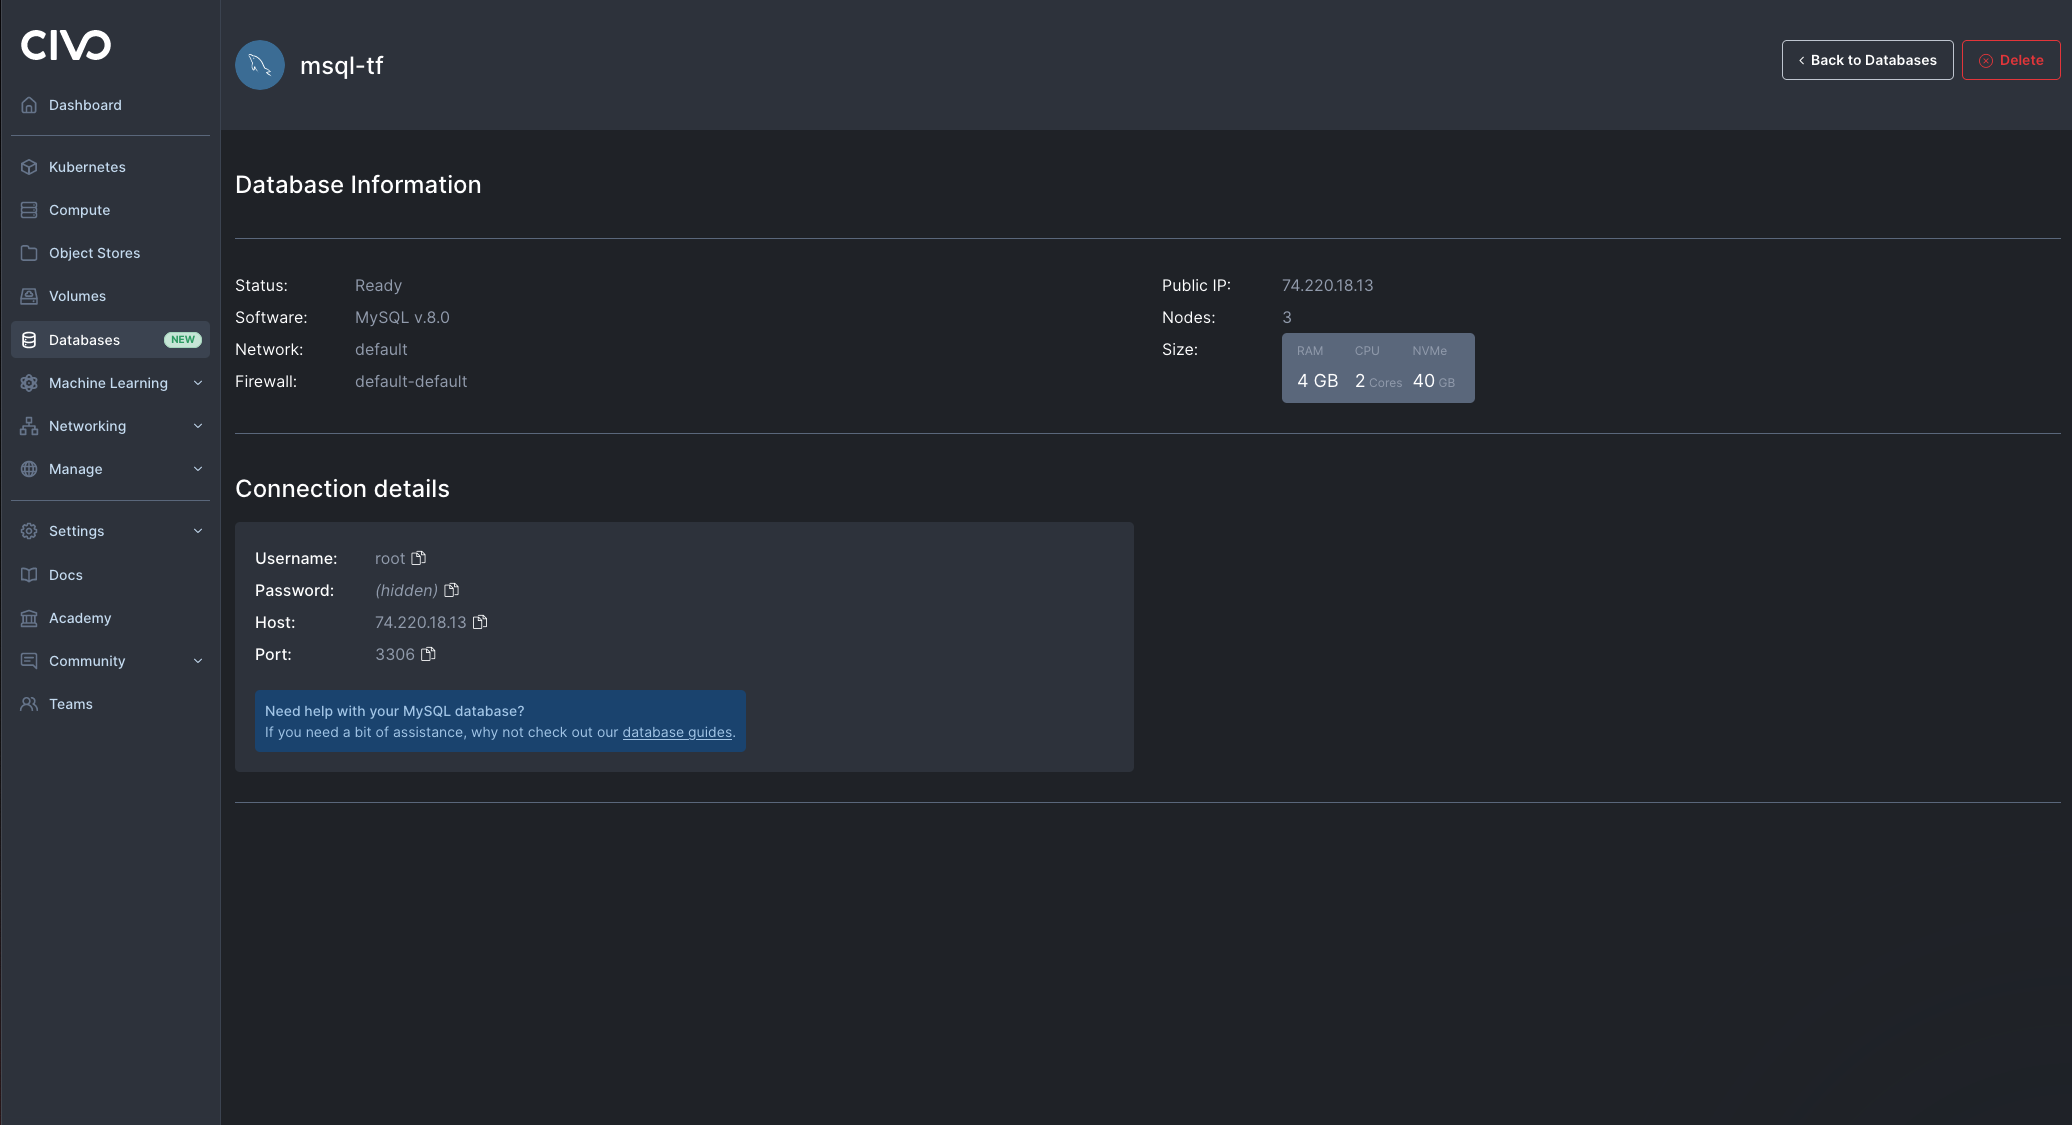 CIVO
Dashboard
Kubernetes
Compute
Object Stores
Volumes
Databases NEW
Machine Learning
Networking
Manage
Settings
Docs
Academy
Community
Teams
msql-tf
‹ Back to Databases
Delete
Database Information
Status: Ready
Software: MySQL v.8.0
Network: default
Firewall: default-default
Public IP: 74.220.18.13
Nodes: 3
Size:
RAM CPU NVMe
4 GB 2 Cores 40 GB
Connection details
Username: root
Password: (hidden)
Host: 74.220.18.13
Port: 3306
Need help with your MySQL database?
If you need a bit of assistance, why not check out our database guides.